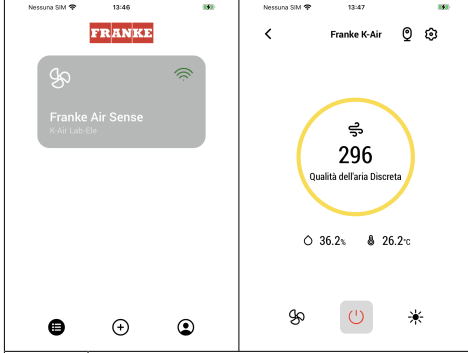 Nessuna SIM 13:46
FRANKE
Franke Air Sense
K-Air Lab-Ele
Nessuna SIM 13:47
Franke K-Air
296
Qualità dell'aria Discreta
36.2% 26.2°C